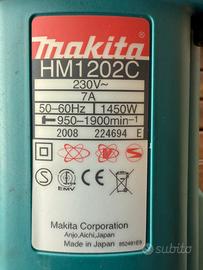 makita
HM1202C
230V~
7A
50-60Hz 1450W
950-1900min⁻¹
2008 224694 E
EMV
Makita Corporation
Anjo, Aichi, Japan
Made in Japan
subito